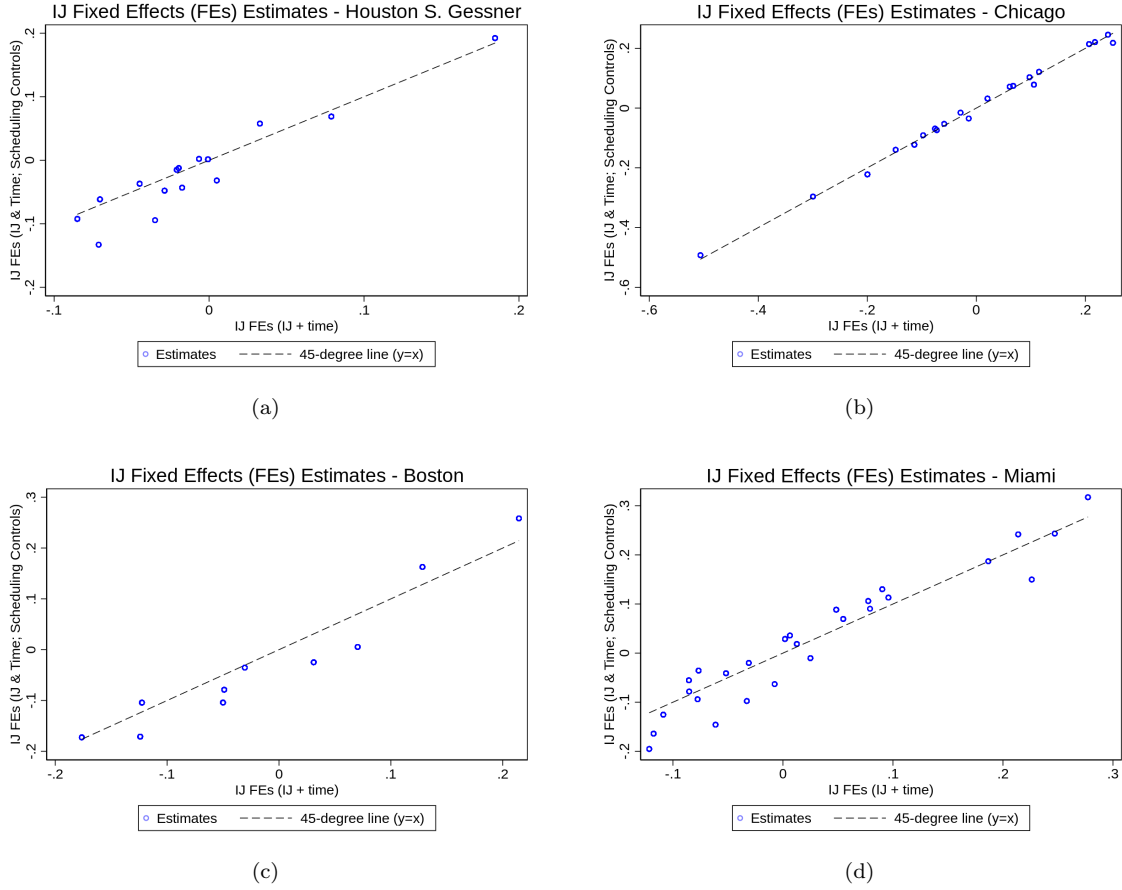 IJ Fixed Effects (FEs) Estimates - Houston S. Gessner
IJ FEs (IJ & Time; Scheduling Controls)
.2
.1
0
-.1
-.2
-.1
0
.1
.2
IJ FEs (IJ + time)
Estimates
45-degree line (y=x)
(a)
IJ Fixed Effects (FEs) Estimates - Chicago
IJ FEs (IJ & Time; Scheduling Controls)
.2
0
-.2
-.4
-.6
-.6
-.4
-.2
0
.2
IJ FEs (IJ + time)
Estimates
45-degree line (y=x)
(b)
IJ Fixed Effects (FEs) Estimates - Boston
IJ FEs (IJ & Time; Scheduling Controls)
.3
.2
.1
0
-.1
-.2
-.2
-.1
0
.1
.2
IJ FEs (IJ + time)
Estimates
45-degree line (y=x)
(c)
IJ Fixed Effects (FEs) Estimates - Miami
IJ FEs (IJ & Time; Scheduling Controls)
.3
.2
.1
0
-.1
-.2
-.1
0
.1
.2
.3
IJ FEs (IJ + time)
Estimates
45-degree line (y=x)
(d)